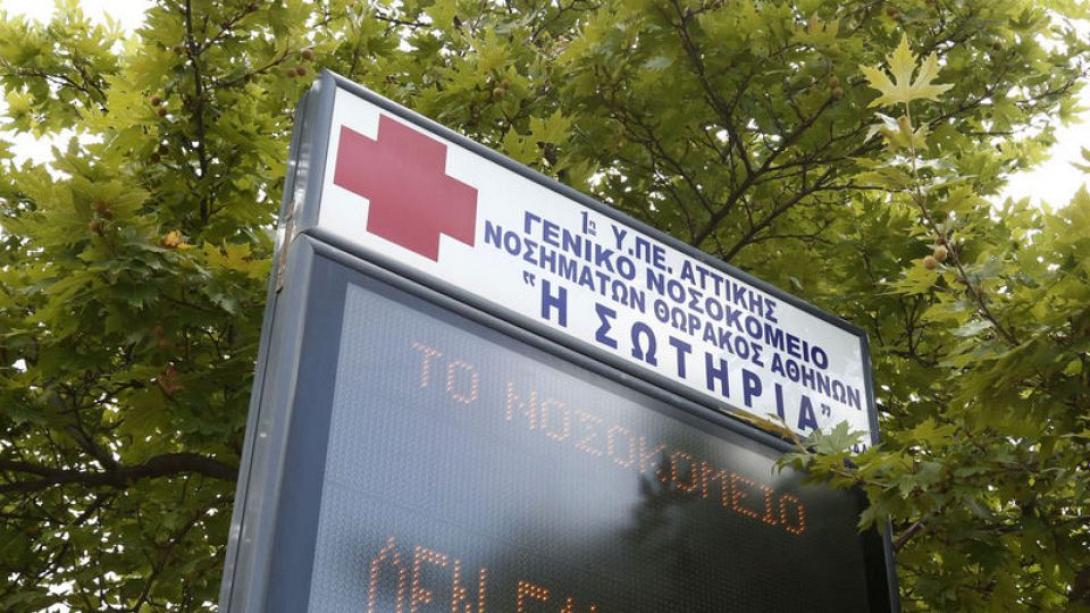 1η Υ.ΠΕ. ΑΤΤΙΚΗΣ
ΓΕΝΙΚΟ ΝΟΣΟΚΟΜΕΙΟ
ΝΟΣΗΜΑΤΩΝ ΘΩΡΑΚΟΣ ΑΘΗΝΩΝ
"Η ΣΩΤΗΡΙΑ"
ΤΟ ΝΟΣΟΚΟΜΕΙΟ
ΔΕΝ